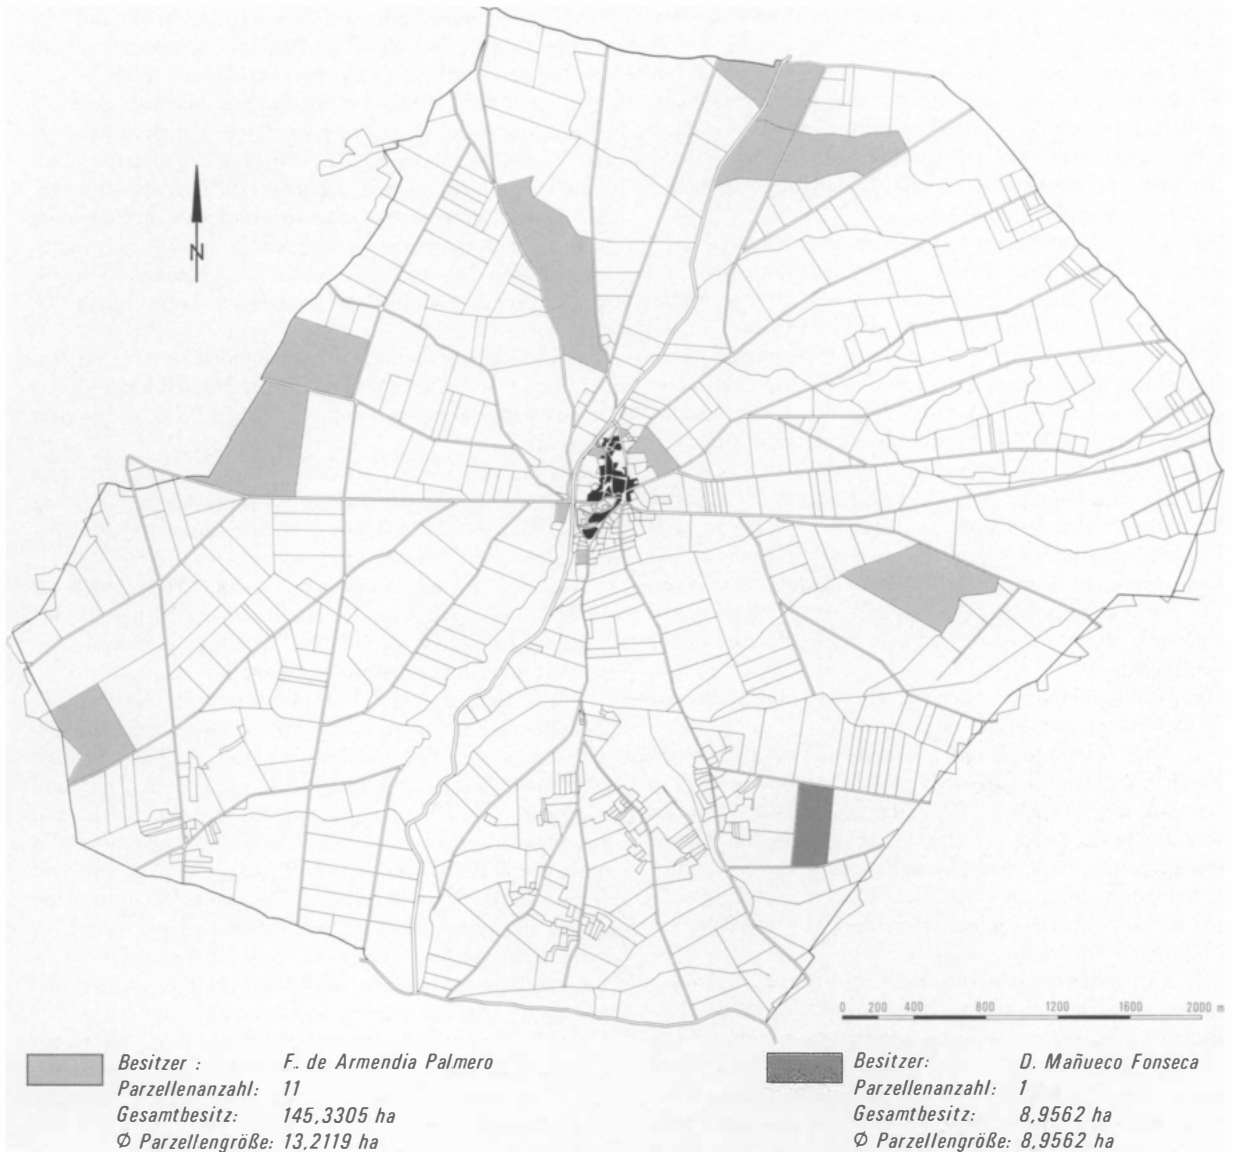 N
0 200 400 800 1200 1600 2000 m
Besitzer : F. de Armendia Palmero
Parzellenanzahl: 11
Gesamtbesitz: 145,3305 ha
Ø Parzellengröße: 13,2119 ha
Besitzer: D. Mañueco Fonseca
Parzellenanzahl: 1
Gesamtbesitz: 8,9562 ha
Ø Parzellengröße: 8,9562 ha